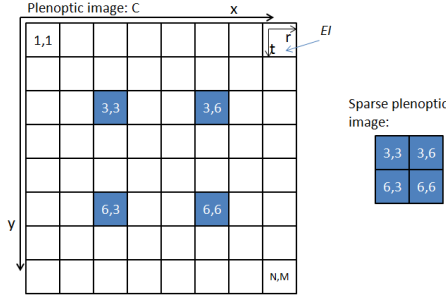 Plenoptic image: C
x
1,1
r
EI
t
3,3
3,6
Sparse plenoptic
image:
3,3
3,6
6,3
6,6
6,3
6,6
y
N,M